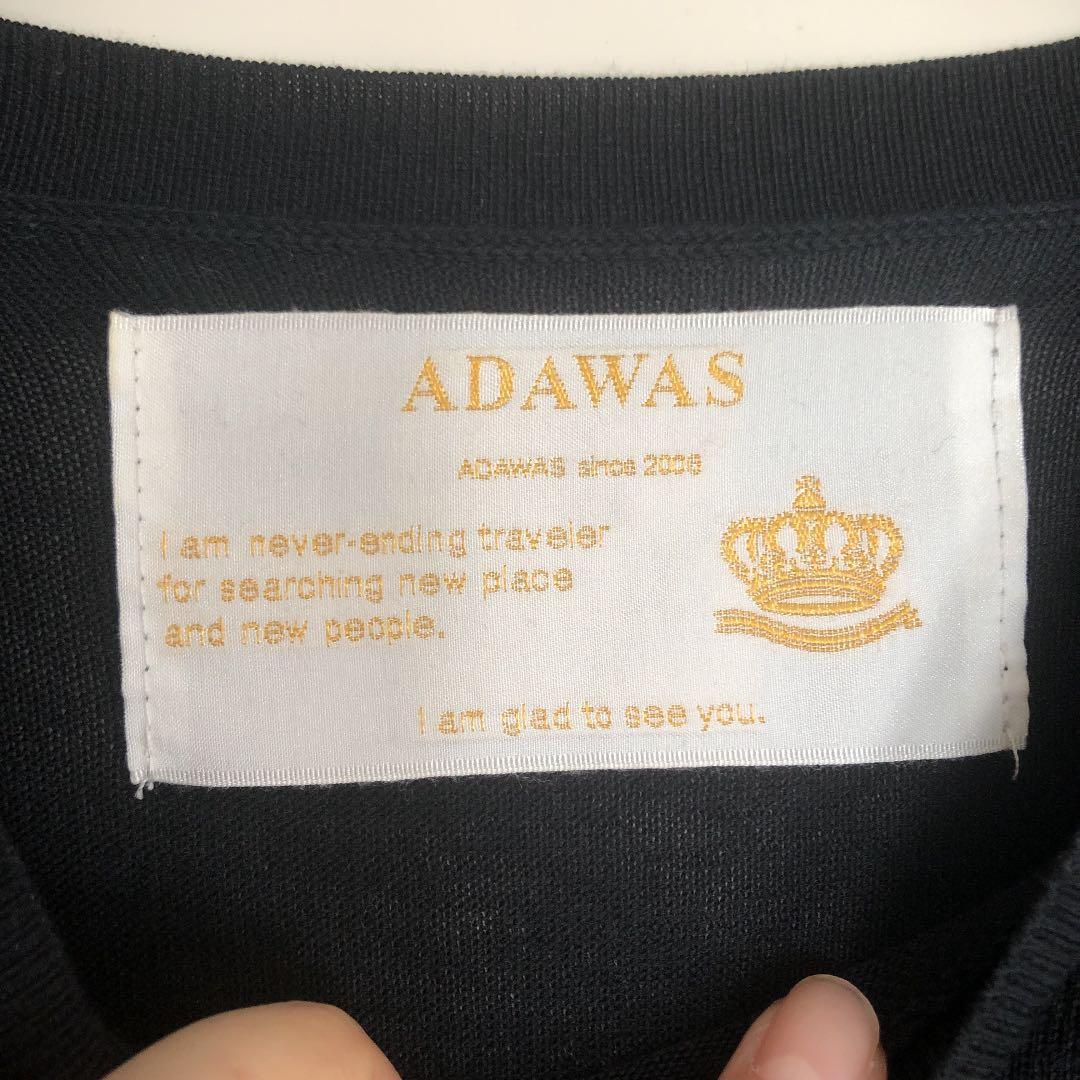 ADAWAS
ADAWAS since 2006
I am never-ending traveler
for searching new place
and new people.
I am glad to see you.